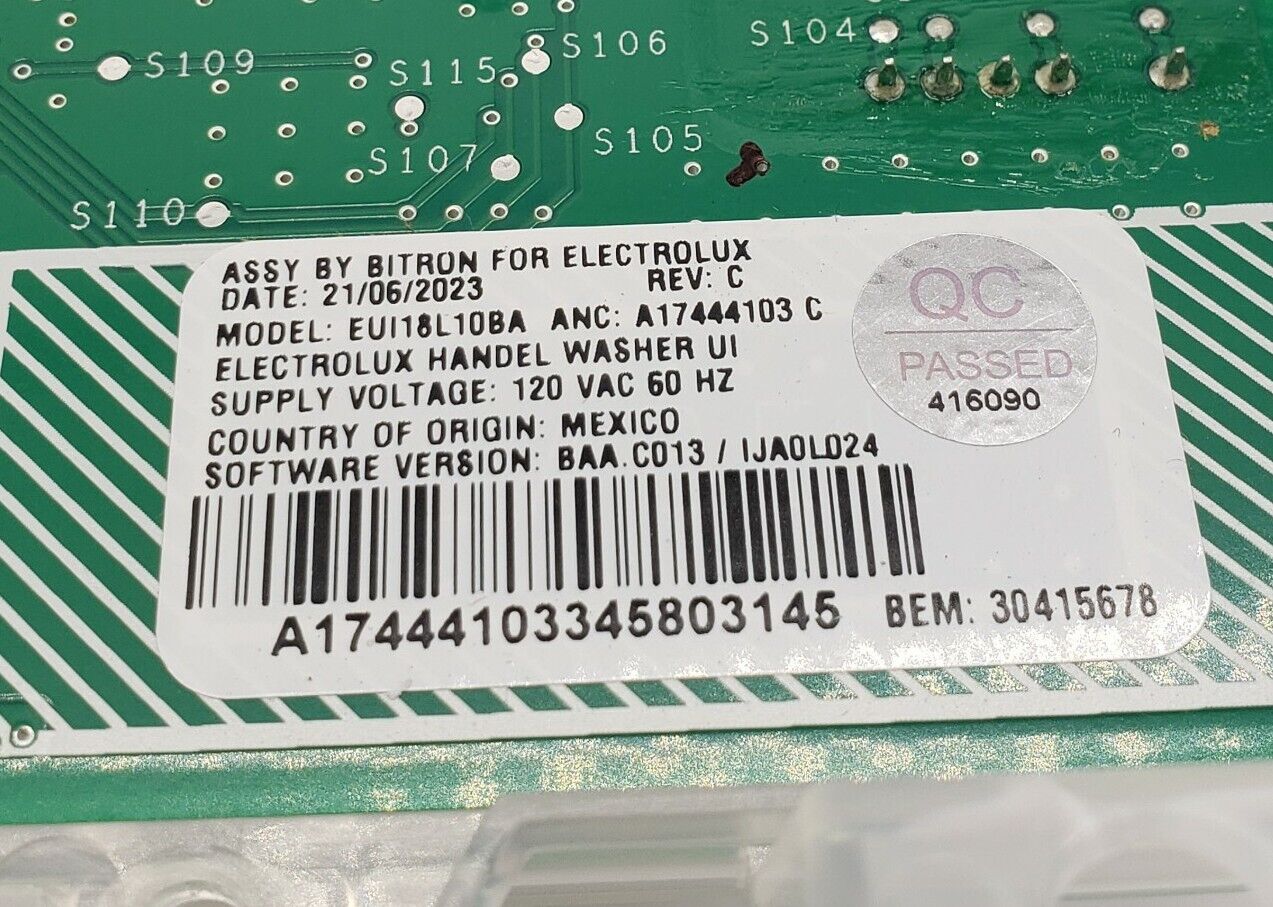 S106
S104
S109
S115
S105
S107
S110
ASSY BY BITRON FOR ELECTROLUX
DATE: 21/06/2023 REV: C
MODEL: EUI18L10BA ANC: A17444103 C
ELECTROLUX HANDEL WASHER UI
SUPPLY VOLTAGE: 120 VAC 60 HZ
COUNTRY OF ORIGIN: MEXICO
SOFTWARE VERSION: BAA.C013 / IJA0L024
A17444103345803145 BEM: 30415678
QC
PASSED
416090